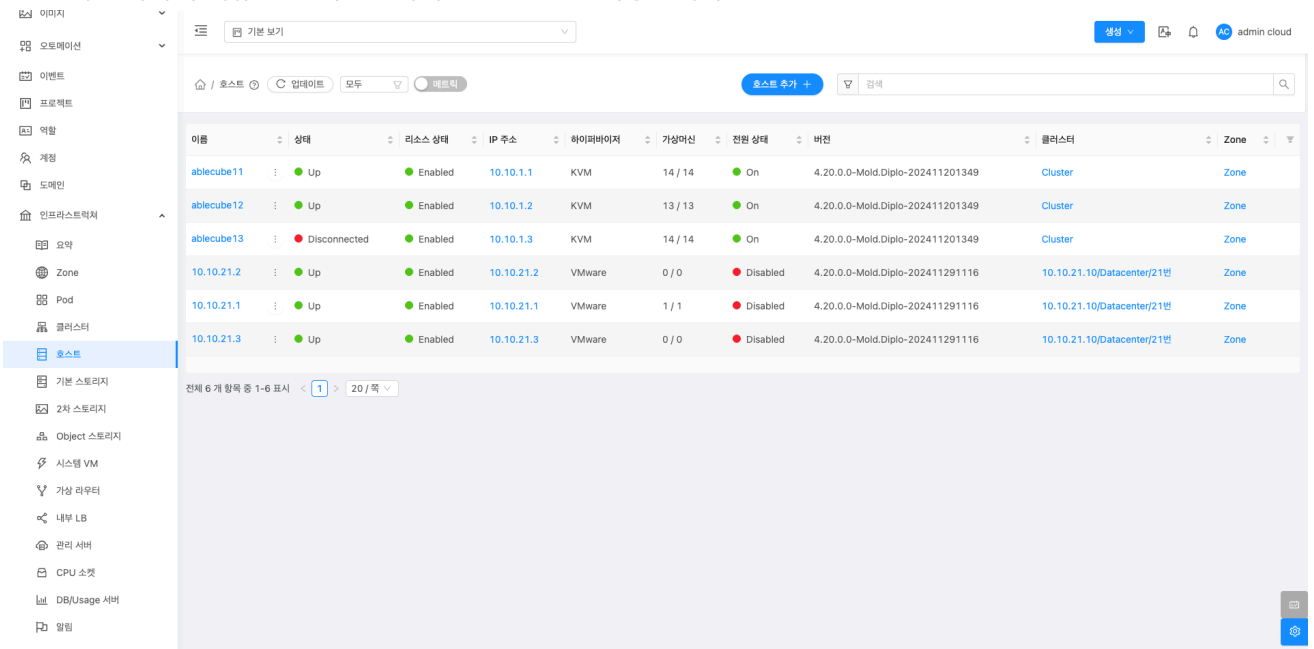 이미지
기본 보기
생성
AC admin cloud
오토메이션
이벤트
/ 호스트 업데이트 모두 메트릭 호스트 추가 + 검색
프로젝트
역할
계정
도메인
인프라스트럭쳐
요약
Zone
Pod
클러스터
호스트
기본 스토리지
2차 스토리지
Object 스토리지
시스템 VM
가상 라우터
내부 LB
관리 서버
CPU 소켓
DB/Usage 서버
알림
이름 상태 리소스 상태 IP 주소 하이퍼바이저 가상머신 전원 상태 버전 클러스터 Zone
ablecube11 Up Enabled 10.10.1.1 KVM 14 / 14 On 4.20.0.0-Mold.Diplo-202411201349 Cluster Zone
ablecube12 Up Enabled 10.10.1.2 KVM 13 / 13 On 4.20.0.0-Mold.Diplo-202411201349 Cluster Zone
ablecube13 Disconnected Enabled 10.10.1.3 KVM 14 / 14 On 4.20.0.0-Mold.Diplo-202411201349 Cluster Zone
10.10.21.2 Up Enabled 10.10.21.2 VMware 0 / 0 Disabled 4.20.0.0-Mold.Diplo-202411291116 10.10.21.10/Datacenter/21번 Zone
10.10.21.1 Up Enabled 10.10.21.1 VMware 1 / 1 Disabled 4.20.0.0-Mold.Diplo-202411291116 10.10.21.10/Datacenter/21번 Zone
10.10.21.3 Up Enabled 10.10.21.3 VMware 0 / 0 Disabled 4.20.0.0-Mold.Diplo-202411291116 10.10.21.10/Datacenter/21번 Zone
전체 6 개 항목 중 1-6 표시 < 1 > 20 / 쪽